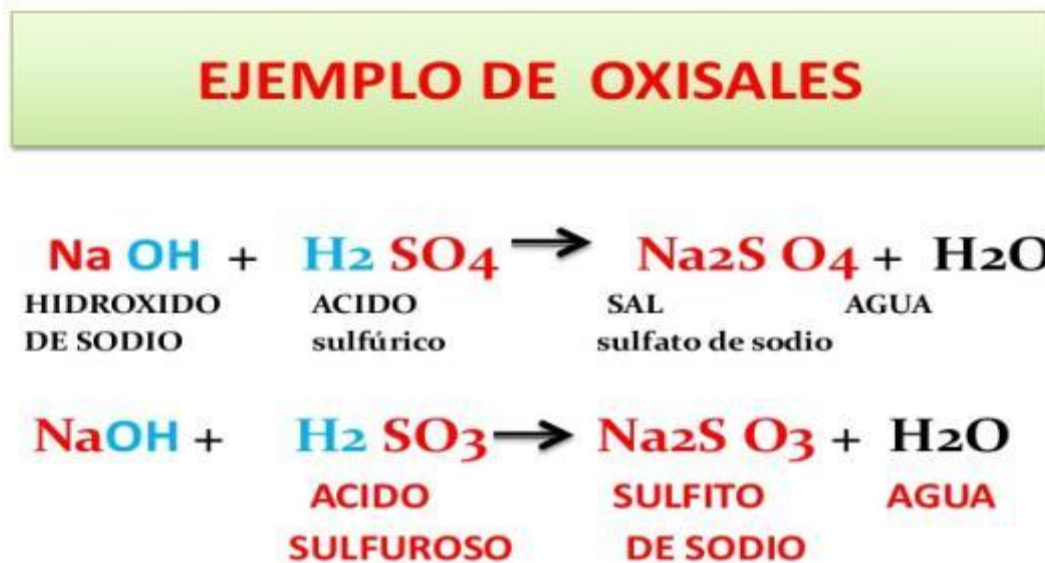 EJEMPLO DE OXISALES
Na OH + H2 SO4 → Na2S O4 + H2O
HIDROXIDO ACIDO SAL AGUA
DE SODIO sulfúrico sulfato de sodio
NaOH + H2 SO3 → Na2S O3 + H2O
ACIDO SULFITO AGUA
SULFUROSO DE SODIO